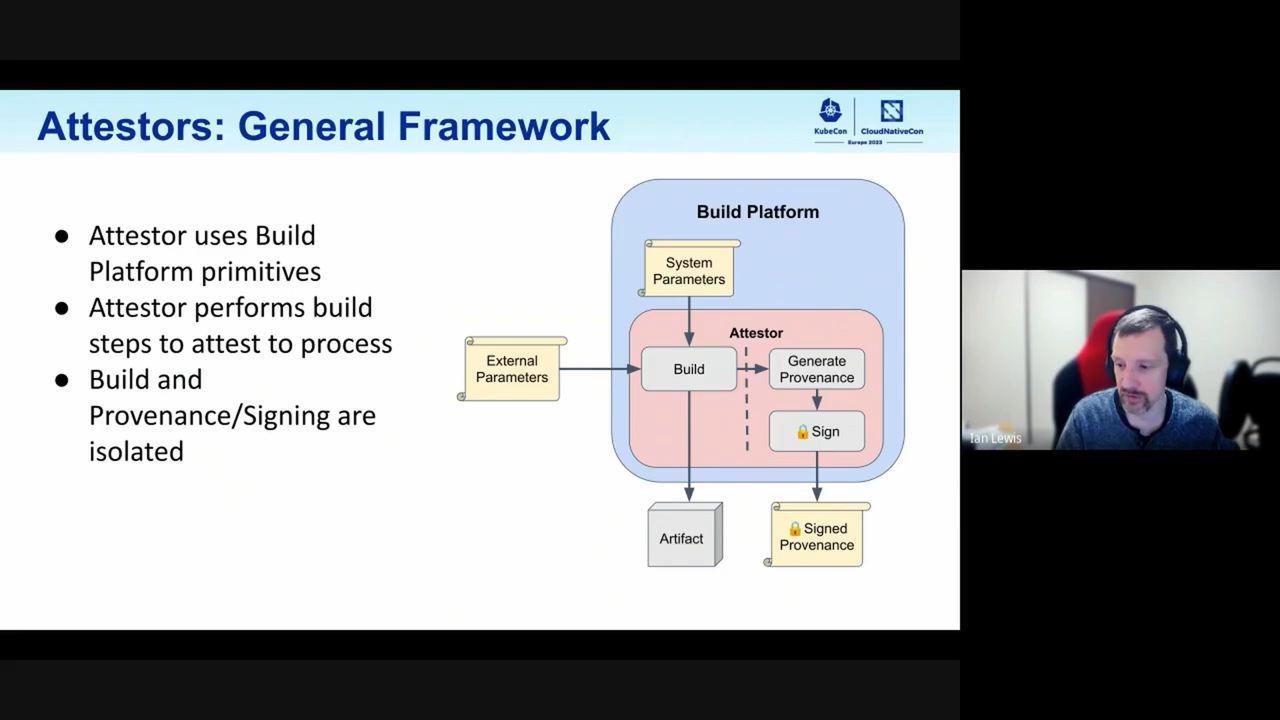 Attestors: General Framework
KubeCon
CloudNativeCon
Europe 2023
● Attestor uses Build
Platform primitives
● Attestor performs build
steps to attest to process
● Build and
Provenance/Signing are
isolated
Build Platform
System
Parameters
Attestor
External
Parameters
Build
Generate
Provenance
🔒Sign
Artifact
🔒Signed
Provenance
Ian Lewis